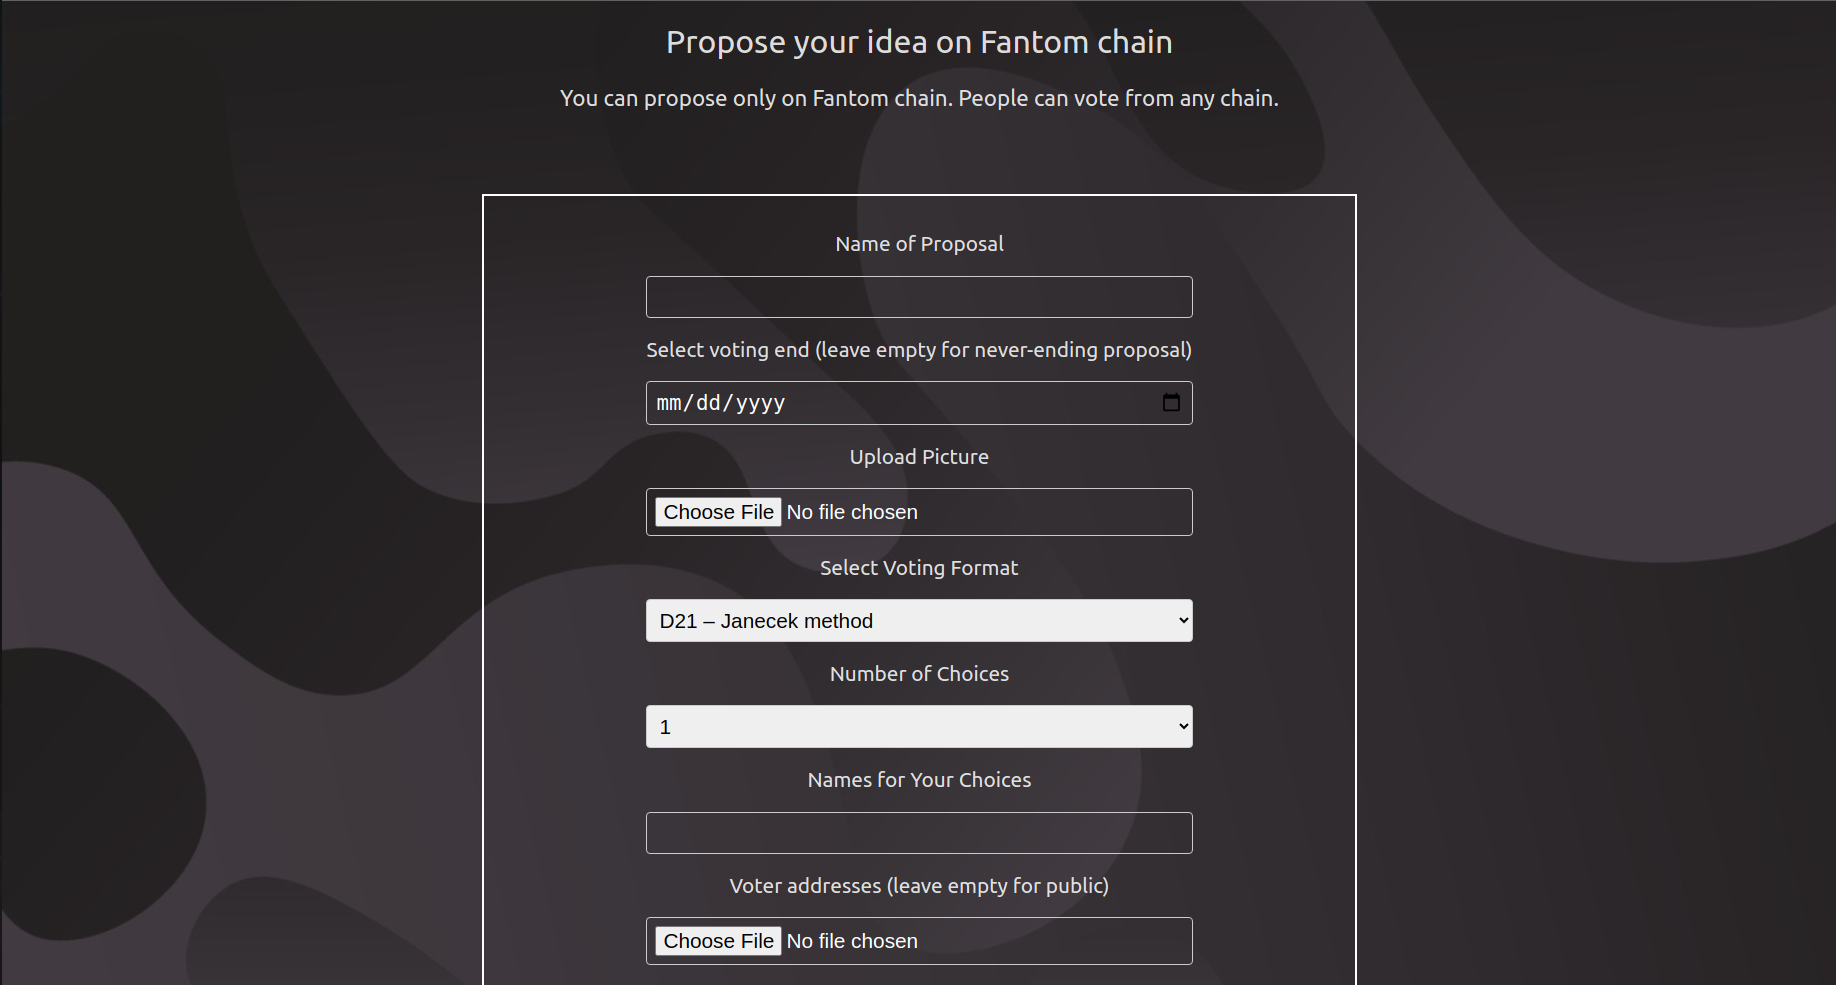 Propose your idea on Fantom chain
You can propose only on Fantom chain. People can vote from any chain.
Name of Proposal
Select voting end (leave empty for never-ending proposal)
mm/dd/yyyy
Upload Picture
Choose File No file chosen
Select Voting Format
D21 – Janecek method
Number of Choices
1
Names for Your Choices
Voter addresses (leave empty for public)
Choose File No file chosen